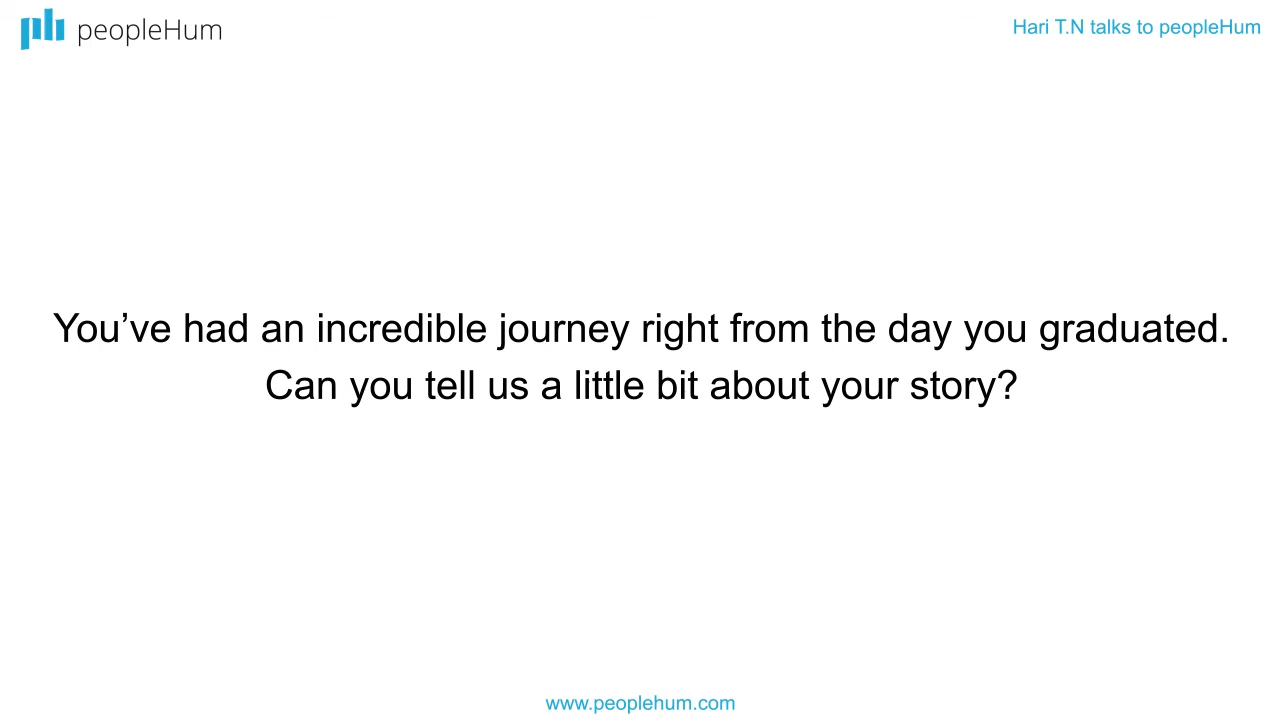 peopleHum
Hari T.N talks to peopleHum
You’ve had an incredible journey right from the day you graduated.
Can you tell us a little bit about your story?
www.peoplehum.com